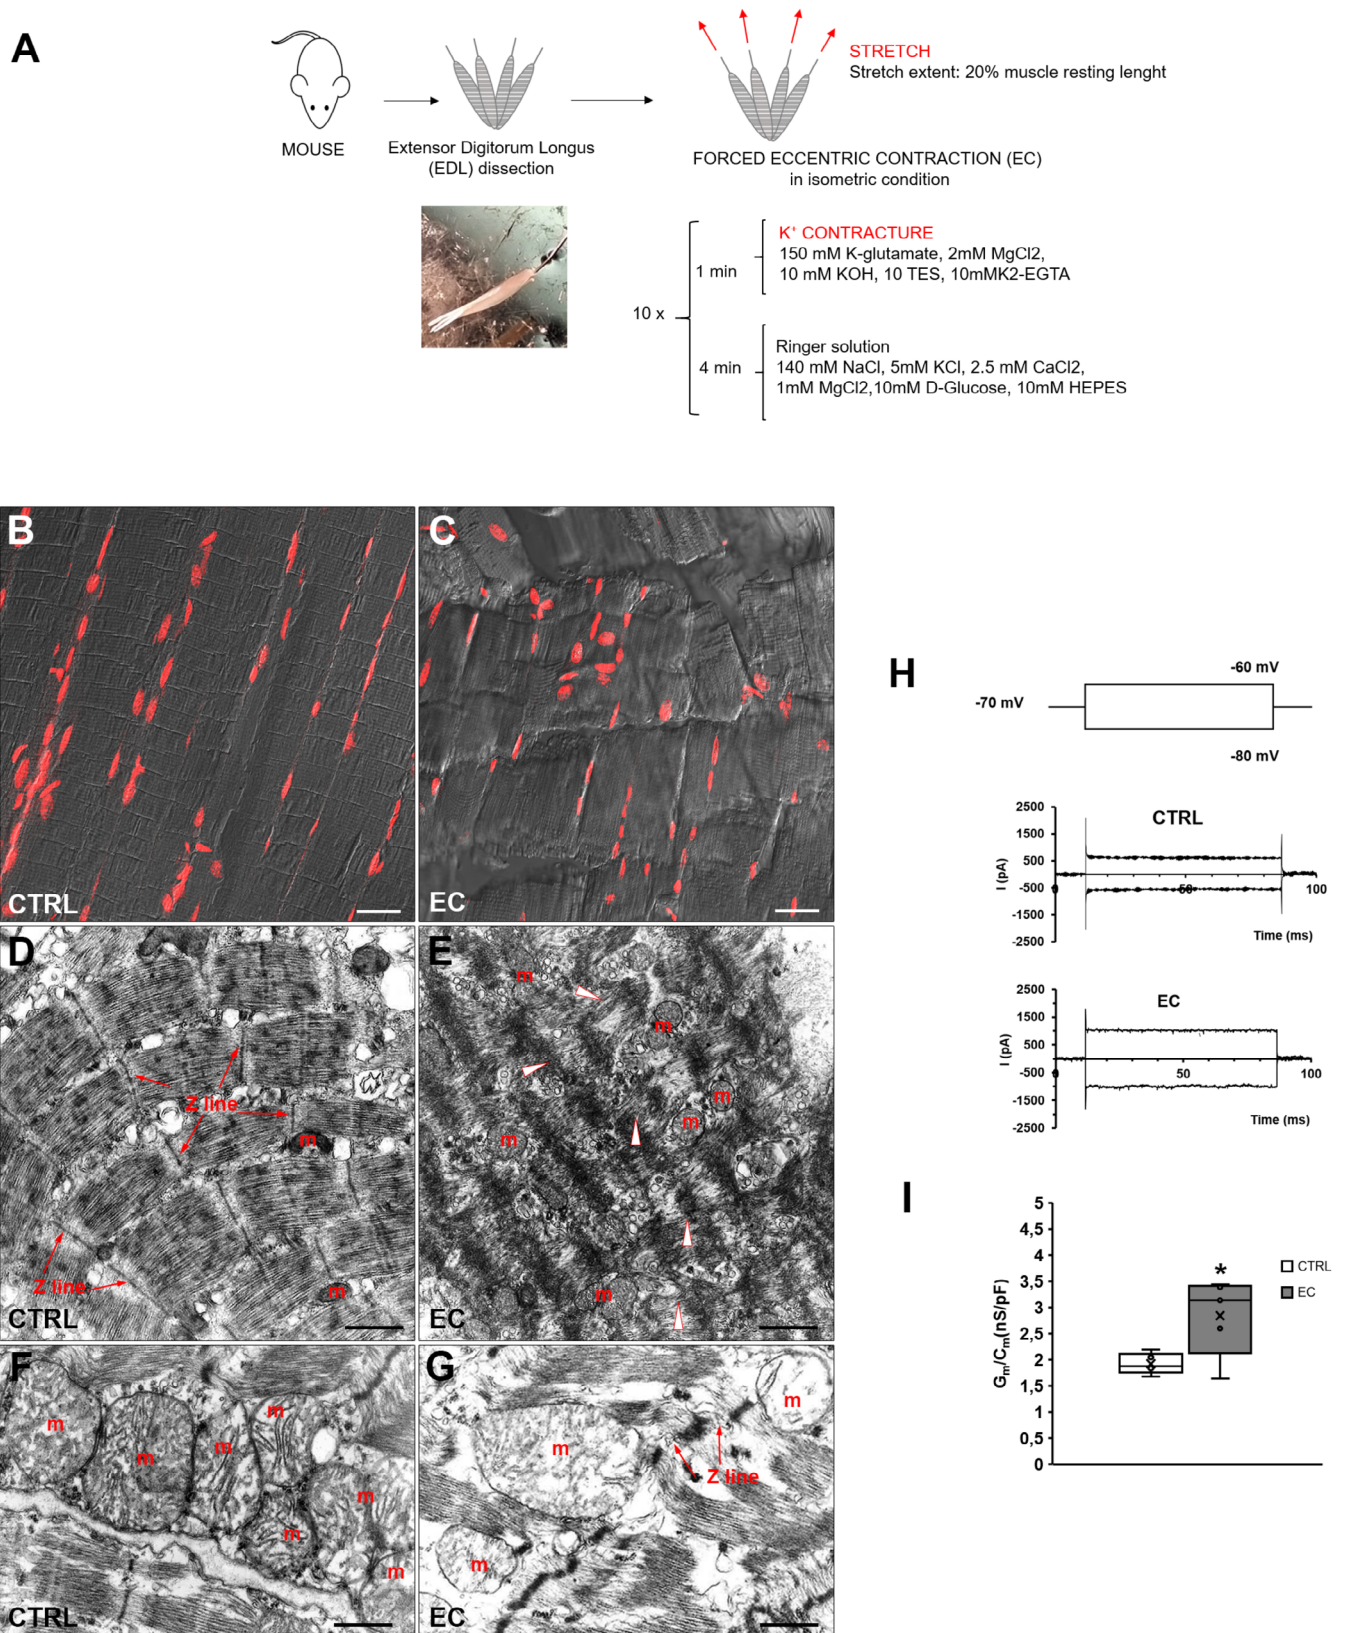 A
MOUSE
Extensor Digitorum Longus
(EDL) dissection
STRETCH
Stretch extent: 20% muscle resting lenght
FORCED ECCENTRIC CONTRACTION (EC)
in isometric condition
10 x
1 min
K⁺ CONTRACTURE
150 mM K-glutamate, 2mM MgCl2,
10 mM KOH, 10 TES, 10mMK2-EGTA
4 min
Ringer solution
140 mM NaCl, 5mM KCl, 2.5 mM CaCl2,
1mM MgCl2,10mM D-Glucose, 10mM HEPES
B
CTRL
C
EC
D
Z line
m
Z line
m
CTRL
E
m
m
m
m
m
m
EC
F
m
m
m
m
m
m
m
CTRL
G
m
m
Z line
m
EC
H
-60 mV
-70 mV
-80 mV
CTRL
I (pA)
2500
1500
500
-500
-1500
-2500
0
50
100
Time (ms)
EC
I (pA)
2500
1500
500
-500
-1500
-2500
0
50
100
Time (ms)
I
Gm/Cm(nS/pF)
5
4,5
4
3,5
3
2,5
2
1,5
1
0,5
0
*
CTRL
EC